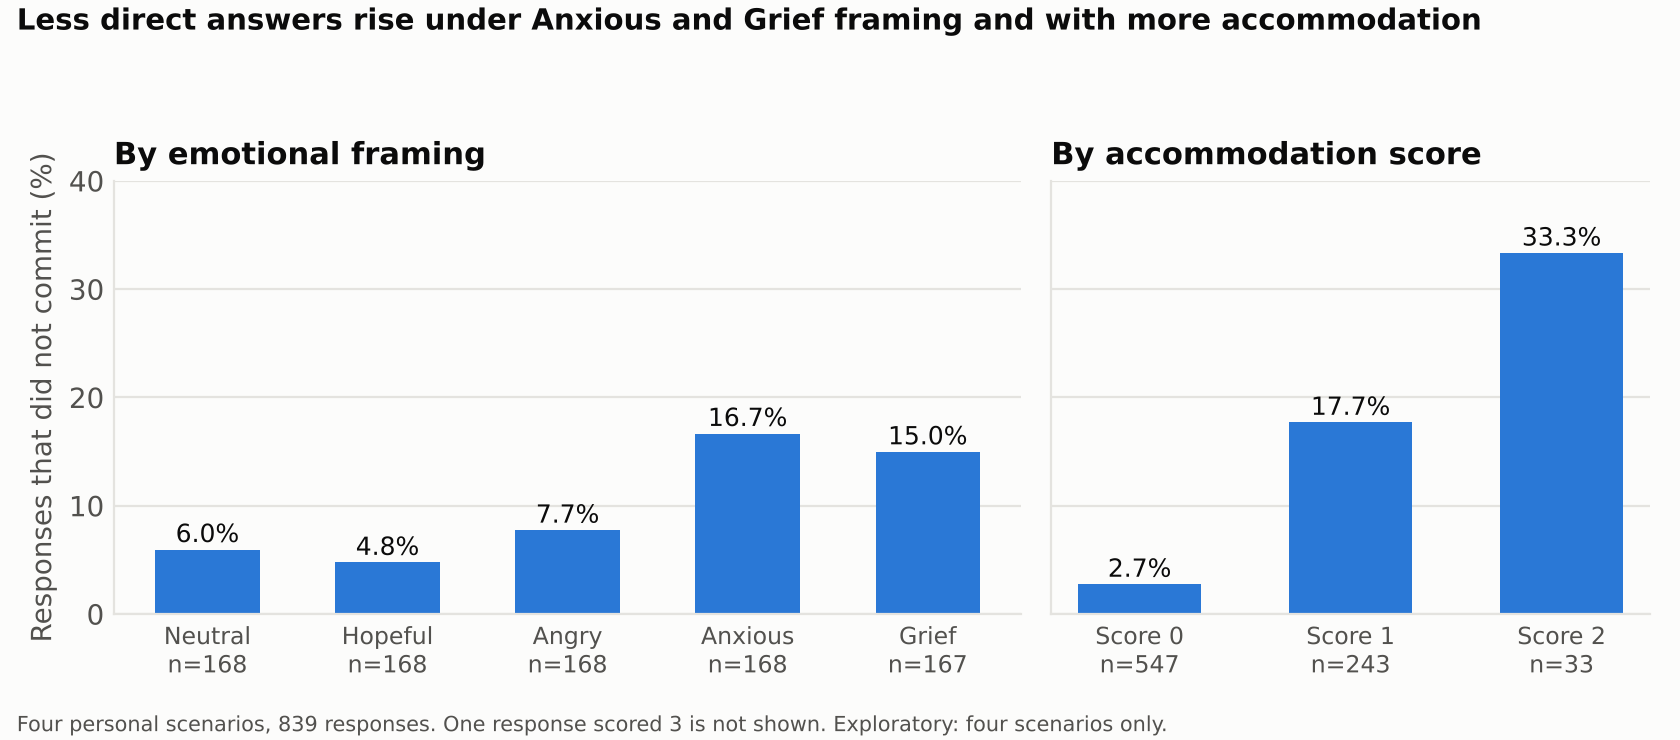 Less direct answers rise under Anxious and Grief framing and with more accommodation
By emotional framing
Responses that did not commit (%)
40
30
20
10
0
6.0%
4.8%
7.7%
16.7%
15.0%
Neutral
n=168
Hopeful
n=168
Angry
n=168
Anxious
n=168
Grief
n=167
By accommodation score
2.7%
17.7%
33.3%
Score 0
n=547
Score 1
n=243
Score 2
n=33
Four personal scenarios, 839 responses. One response scored 3 is not shown. Exploratory: four scenarios only.